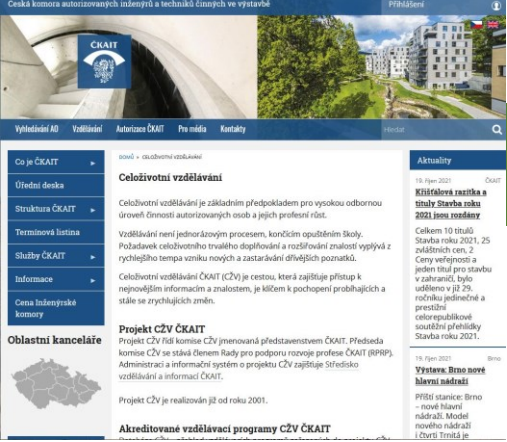 Česká komora autorizovaných inženýrů a techniků činných ve výstavbě
Přihlášení
ČKAIT
Vyhledávání AO Vzdělávání Autorizace ČKAIT Pro média Kontakty
Hledat
Co je ČKAIT
Úřední deska
Struktura ČKAIT
Termínová listina
Služby ČKAIT
Informace
Cena Inženýrské
komory
Oblastní kanceláře
DOMŮ » CELOŽIVOTNÍ VZDĚLÁVÁNÍ
Celoživotní vzdělávání
Celoživotní vzdělávání je základním předpokladem pro vysokou odbornou
úroveň činnosti autorizovaných osob a jejich profesní růst.
Vzdělávání není jednorázovým procesem, končícím opuštěním školy.
Požadavek celoživotního trvalého doplňování a rozšiřování znalostí vyplývá z
rychlejšího tempa vzniku nových a zastarávání dřívějších poznatků.
Celoživotní vzdělávání ČKAIT (CŽV) je cestou, která zajišťuje přístup k
nejnovějším informacím a znalostem, je klíčem k pochopení probíhajících a
stále se zrychlujících změn.
Projekt CŽV ČKAIT
Projekt CŽV řídí komise CŽV jmenovaná představenstvem ČKAIT. Předseda
komise CŽV se stává členem Rady pro podporu rozvoje profese ČKAIT (RPRP).
Administraci a informační systém o projektu CŽV zajišťuje Středisko
vzdělávání a informací ČKAIT.
Projekt CŽV je realizován již od roku 2001.
Akreditované vzdělávací programy CŽV ČKAIT
Aktuality
19. říjen 2021 ČKAIT
Křišťálová razítka a
tituly Stavba roku
2021 jsou rozdány
Celkem 10 titulů
Stavba roku 2021, 25
zvláštních cen, 2
Ceny veřejnosti a
jeden titul pro stavbu
v zahraničí, bylo
uděleno v již 29.
ročníku jedinečné a
prestižní
celorepublikové
soutěžní přehlídky
Stavba roku 2021.
19. říjen 2021 Brno
Výstava: Brno nové
hlavní nádraží
Příští stanice: Brno
– nové hlavní
nádraží. Model
nového nádraží
i čtvrti Trnitá je